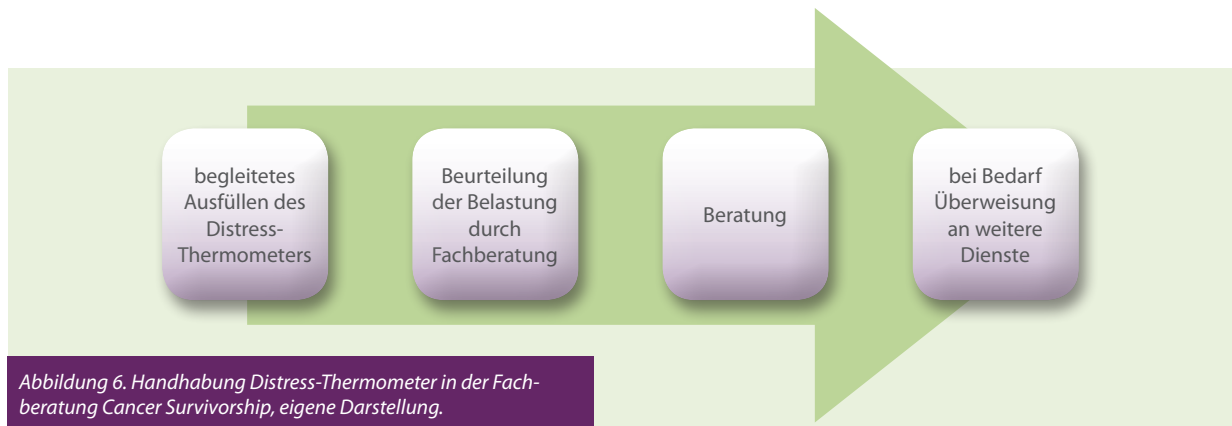 begleitetes
Ausfüllen des
Distress-
Thermometers
Beurteilung
der Belastung
durch
Fachberatung
Beratung
bei Bedarf
Überweisung
an weitere
Dienste
Abbildung 6. Handhabung Distress-Thermometer in der Fach-
beratung Cancer Survivorship, eigene Darstellung.